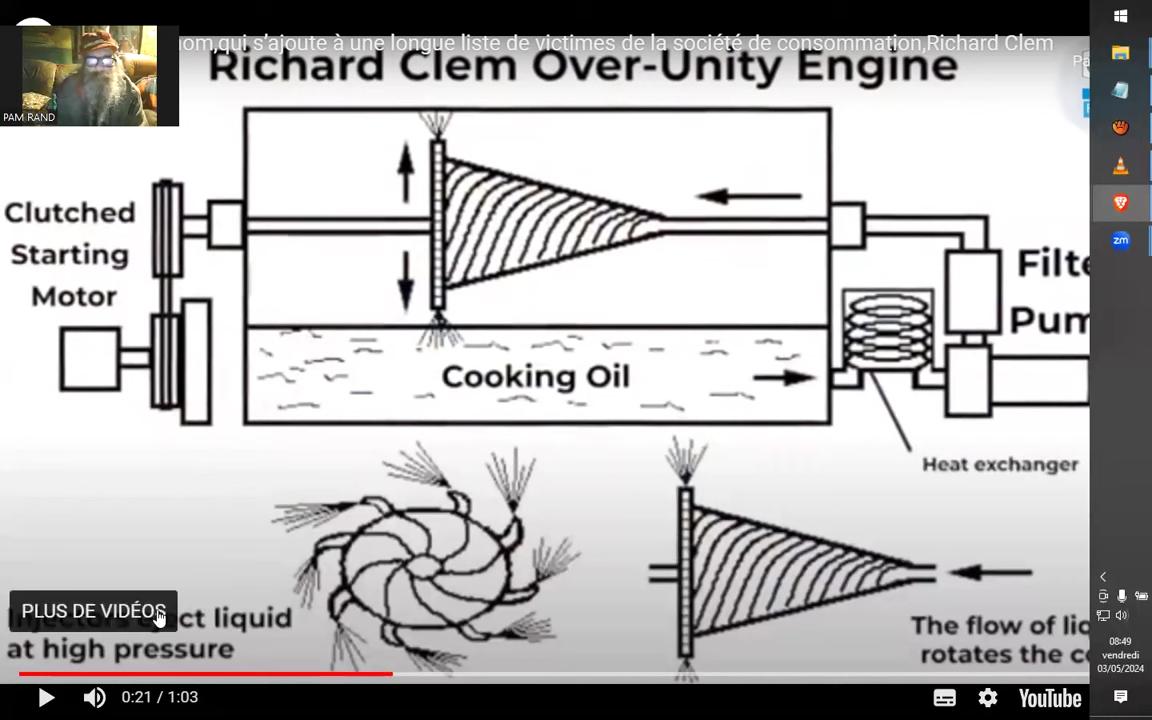 nom,qui s'ajoute à une longue liste de victimes de la société de consommation,Richard Clem
Richard Clem Over-Unity Engine
PAM RAND
Clutched
Starting
Motor
Filte
Pum
Cooking Oil
Heat exchanger
PLUS DE VIDÉOS
Injectors eject liquid
at high pressure
The flow of liq
rotates the c
0:21 / 1:03
YouTube
zm
08:49
vendredi
03/05/2024